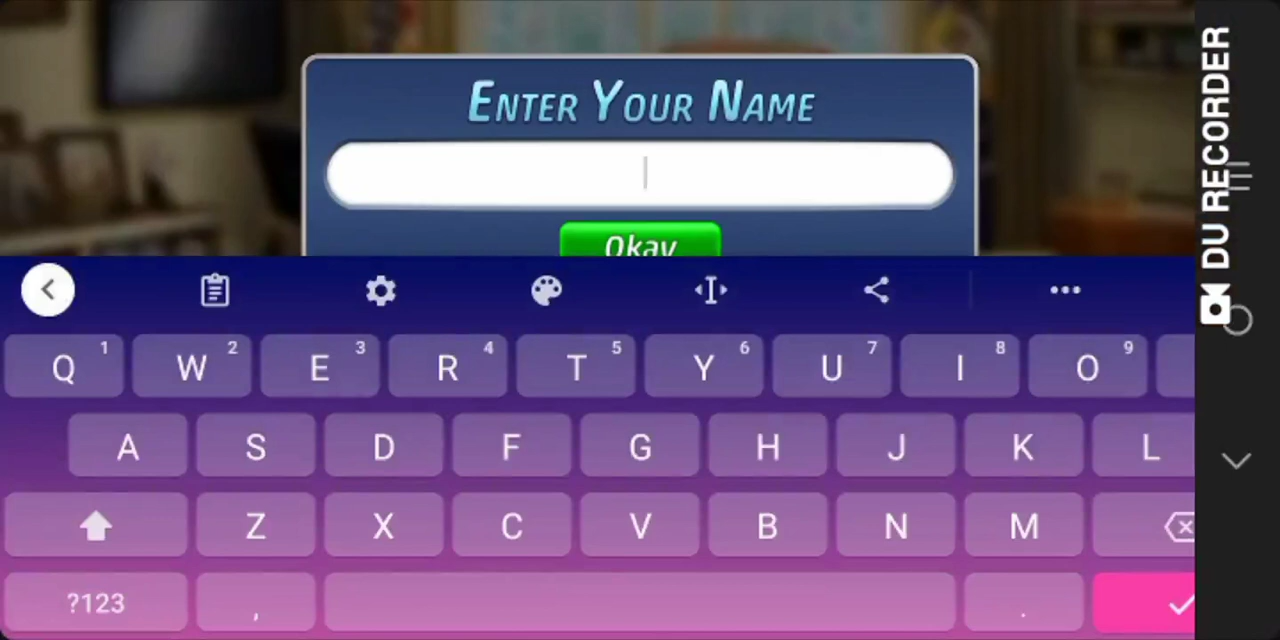 ENTER YOUR NAME
Okay
Q 1 W 2 E 3 R 4 T 5 Y 6 U 7 I 8 O 9
A S D F G H J K L
Z X C V B N M
?123 , .
DU RECORDER